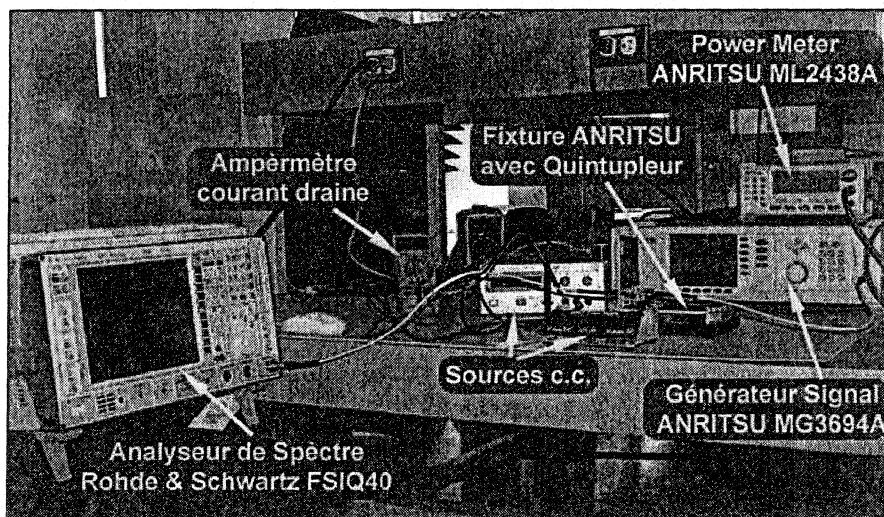 Power Meter
ANRITSU ML2438A
Fixture ANRITSU
avec Quintupleur
Ampèrmètre
courant draine
Sources c.c.
Générateur Signal
ANRITSU MG3694A
Analyseur de Spèctre
Rohde & Schwartz FSIQ40